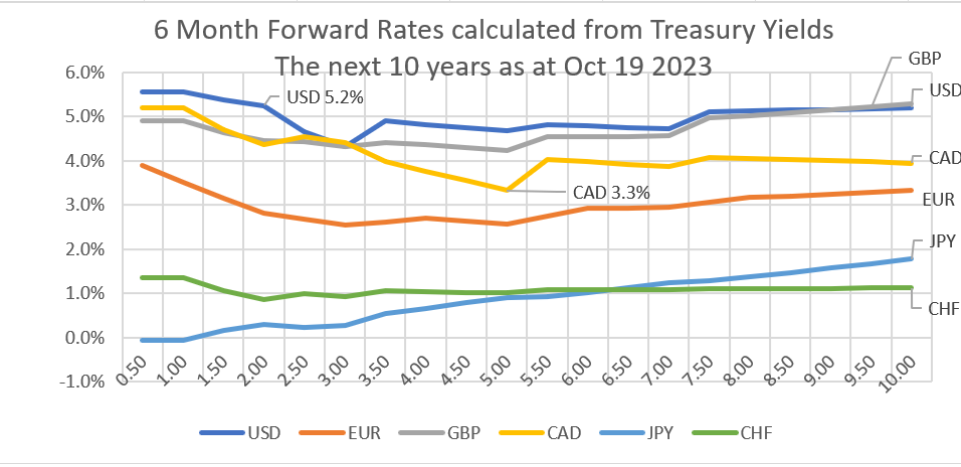 6 Month Forward Rates calculated from Treasury Yields
The next 10 years as at Oct 19 2023
6.0%
5.0%
4.0%
3.0%
2.0%
1.0%
0.0%
-1.0%
USD 5.2%
CAD 3.3%
GBP
USD
CAD
EUR
JPY
CHF
0.50 1.00 1.50 2.00 2.50 3.00 3.50 4.00 4.50 5.00 5.50 6.00 6.50 7.00 7.50 8.00 8.50 9.00 9.50 10.00
USD EUR GBP CAD JPY CHF